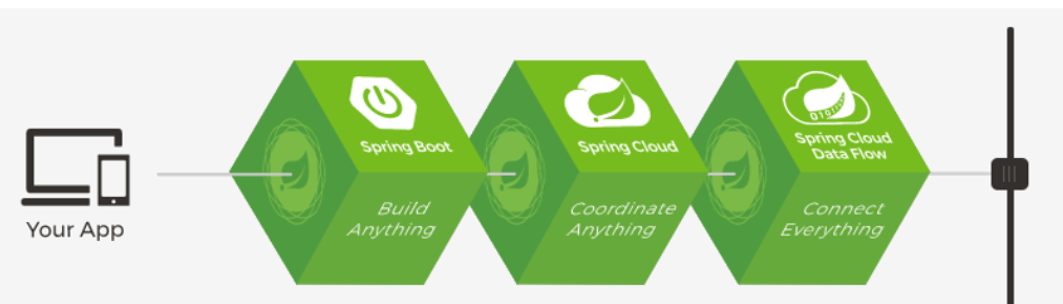 Your App
Spring Boot
Build
Anything
Spring Cloud
Coordinate
Anything
Spring Cloud
Data Flow
Connect
Everything